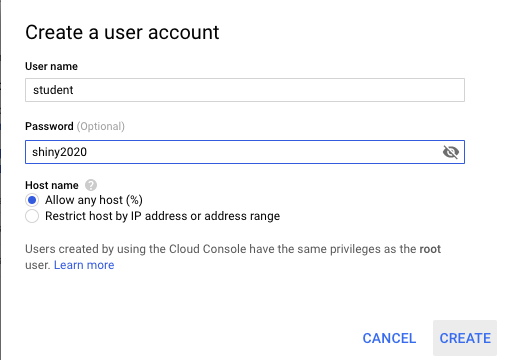 Create a user account
User name
student
Password (Optional)
shiny2020
Host name ?
Allow any host (%)
Restrict host by IP address or address range
Users created by using the Cloud Console have the same privileges as the root
user. Learn more
CANCEL CREATE